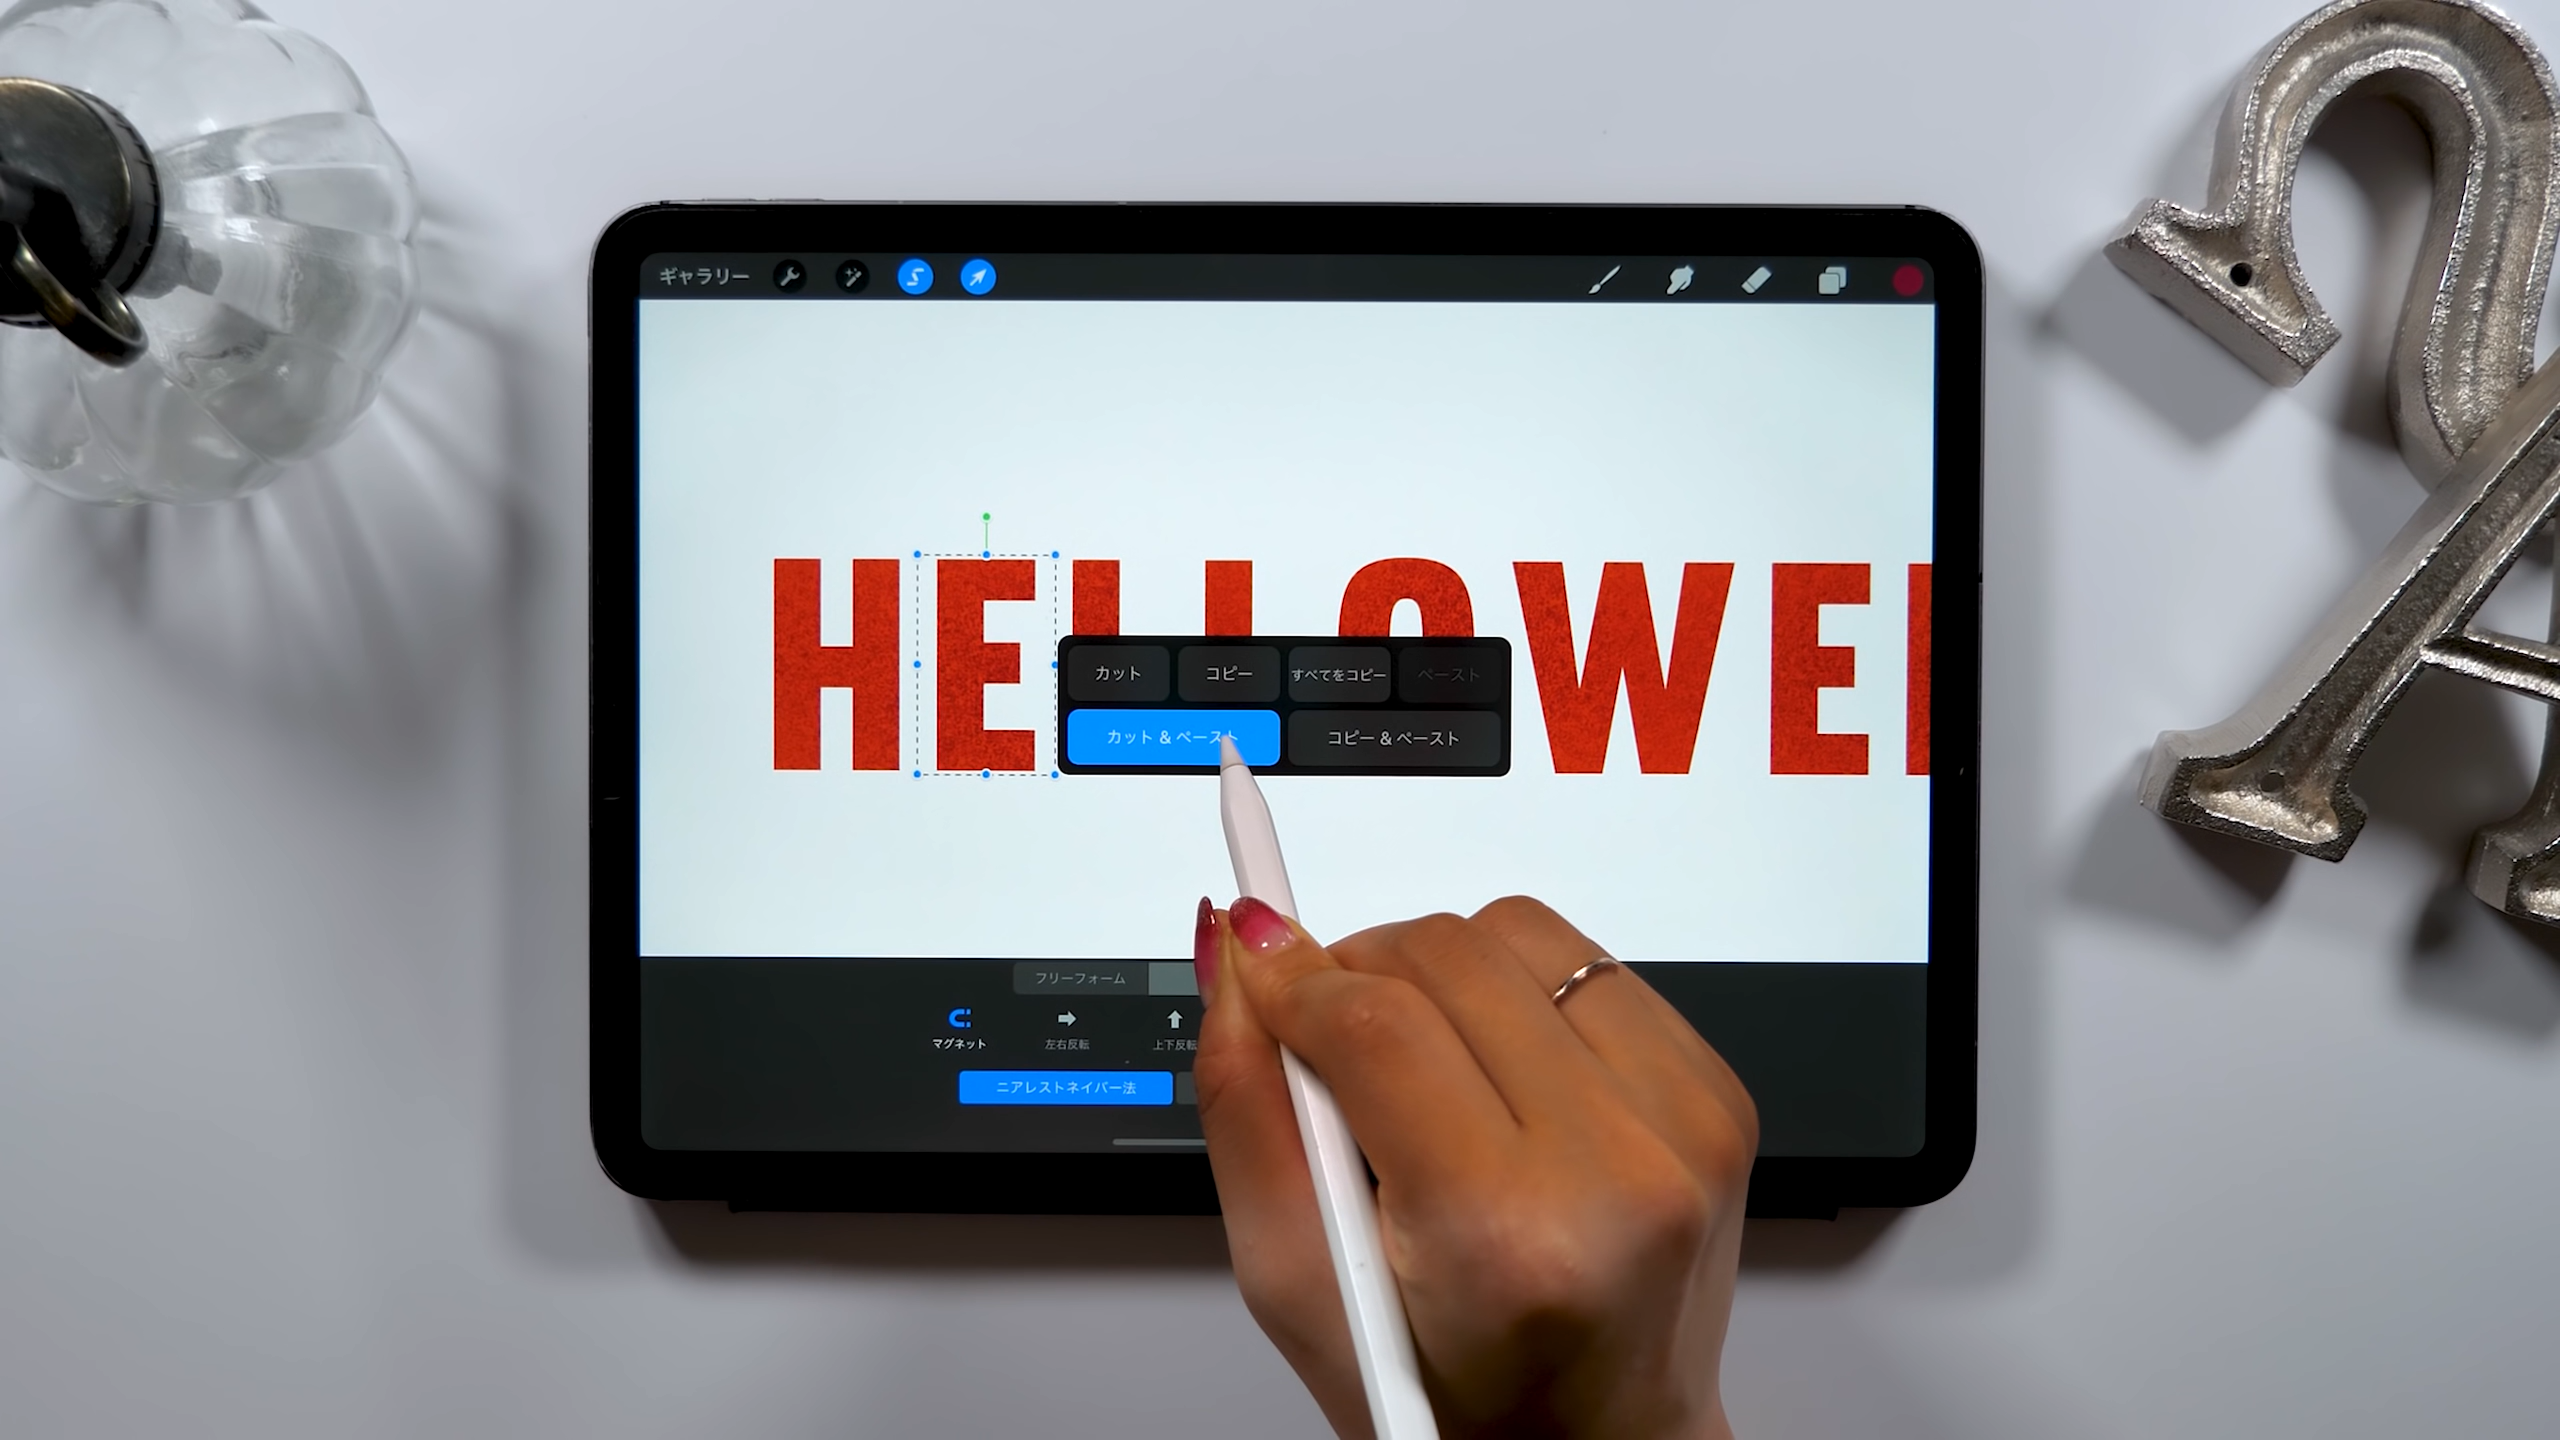 ギャラリー
HELLOWE
カット コピー すべてをコピー ペースト
カット & ペースト コピー & ペースト
フリーフォーム
マグネット 左右反転 上下反転
ニアレストネイバー法